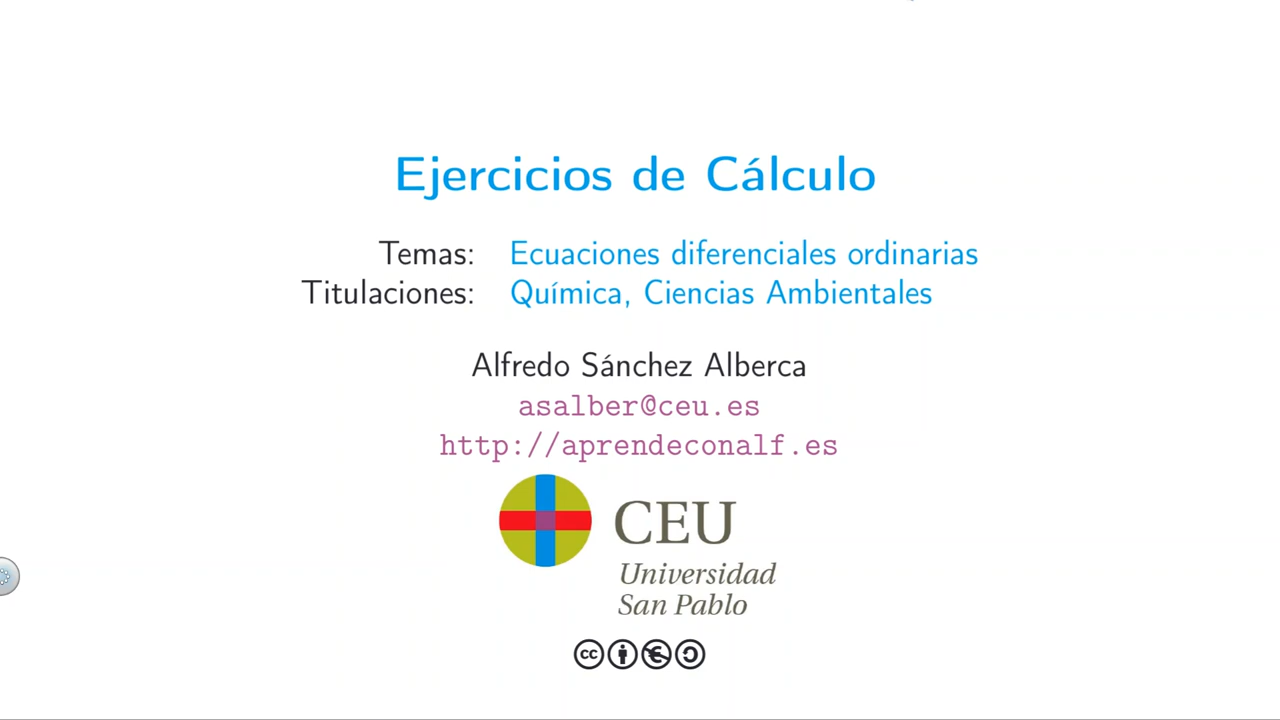 Ejercicios de Cálculo
Temas: Ecuaciones diferenciales ordinarias
Titulaciones: Química, Ciencias Ambientales
Alfredo Sánchez Alberca
asalber@ceu.es
http://aprendeconalf.es
CEU
Universidad
San Pablo
cc